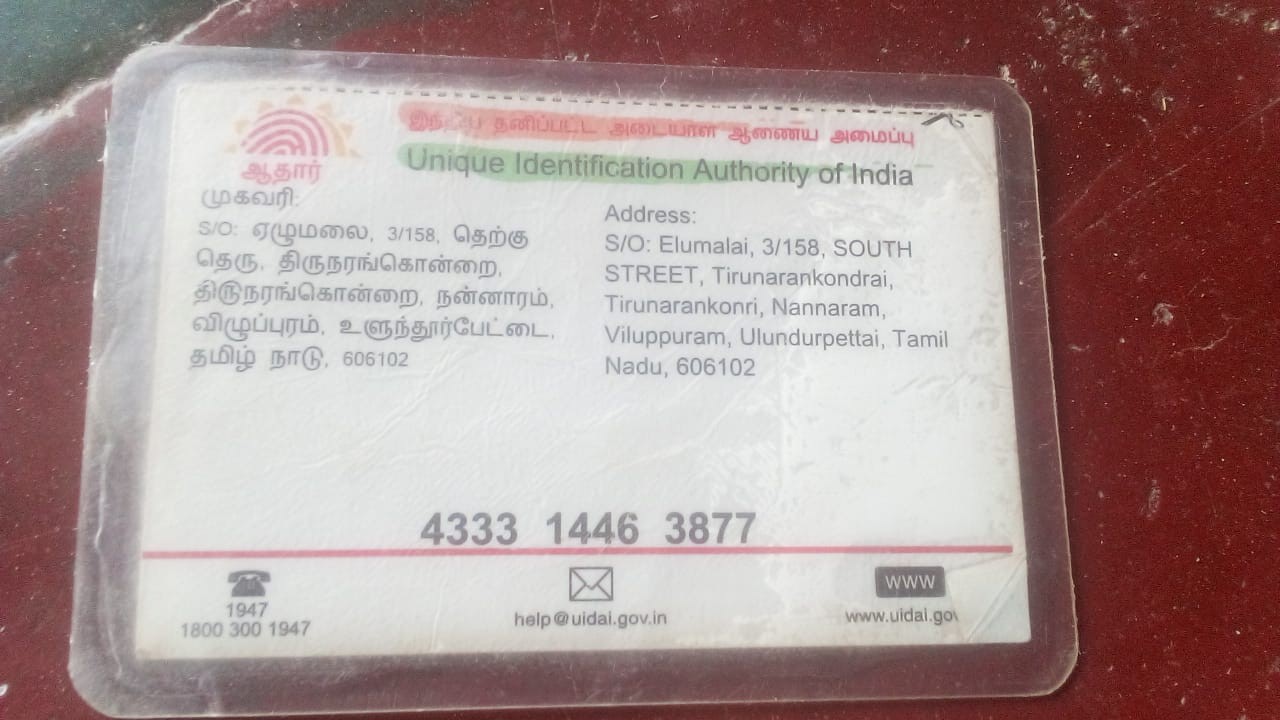 இந்திய தனிப்பட்ட அடையாள ஆணைய அமைப்பு
Unique Identification Authority of India
ஆதார்
முகவரி:
S/O: ஏழுமலை, 3/158, தெற்கு
தெரு, திருநரங்கொன்றை,
திருநரங்கொன்றை, நன்னாரம்,
விழுப்புரம், உளுந்தூர்பேட்டை,
தமிழ் நாடு, 606102
Address:
S/O: Elumalai, 3/158, SOUTH
STREET, Tirunarankondrai,
Tirunarankonri, Nannaram,
Viluppuram, Ulundurpettai, Tamil
Nadu, 606102
4333 1446 3877
1947
1800 300 1947
help@uidai.gov.in
www
www.uidai.gov